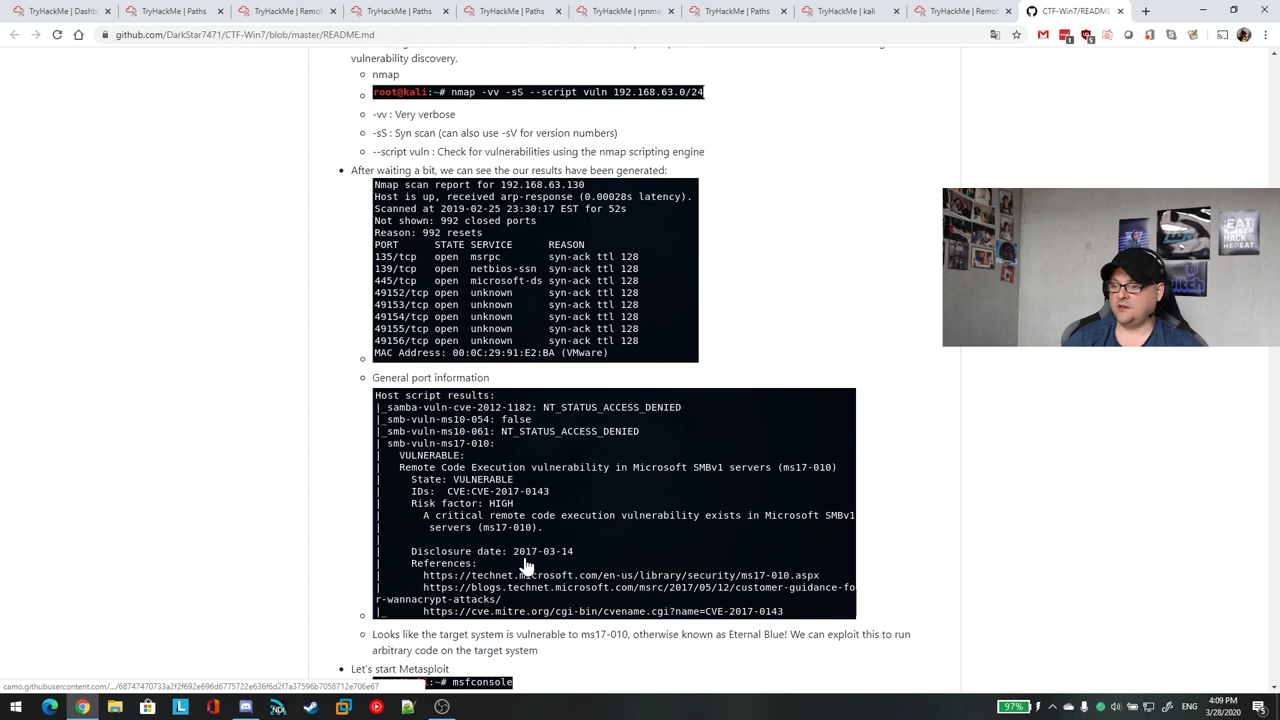 TryHackMe | Dashb
TryHackMe | Kali M
TryHackMe | Remot
TryHackMe | Access
TryHackMe | rpnma
TryHackMe | Kali M
TryHackMe | Remot
CTF-Win7/README
github.com/DarkStar7471/CTF-Win7/blob/master/README.md
vulnerability discovery.
nmap
root@kali:~# nmap -vv -sS --script vuln 192.168.63.0/24
-vv : Very verbose
-sS : Syn scan (can also use -sV for version numbers)
--script vuln : Check for vulnerabilities using the nmap scripting engine
After waiting a bit, we can see the our results have been generated:
Nmap scan report for 192.168.63.130
Host is up, received arp-response (0.00028s latency).
Scanned at 2019-02-25 23:30:17 EST for 52s
Not shown: 992 closed ports
Reason: 992 resets
PORT STATE SERVICE REASON
135/tcp open msrpc syn-ack ttl 128
139/tcp open netbios-ssn syn-ack ttl 128
445/tcp open microsoft-ds syn-ack ttl 128
49152/tcp open unknown syn-ack ttl 128
49153/tcp open unknown syn-ack ttl 128
49154/tcp open unknown syn-ack ttl 128
49155/tcp open unknown syn-ack ttl 128
49156/tcp open unknown syn-ack ttl 128
MAC Address: 00:0C:29:91:E2:BA (VMware)
EAT
SLEEP
HACK
REPEAT
twitch
General port information
Host script results:
|_samba-vuln-cve-2012-1182: NT_STATUS_ACCESS_DENIED
|_smb-vuln-ms10-054: false
|_smb-vuln-ms10-061: NT_STATUS_ACCESS_DENIED
| smb-vuln-ms17-010:
| VULNERABLE:
| Remote Code Execution vulnerability in Microsoft SMBv1 servers (ms17-010)
| State: VULNERABLE
| IDs: CVE:CVE-2017-0143
| Risk factor: HIGH
| A critical remote code execution vulnerability exists in Microsoft SMBv1
| servers (ms17-010).
|
| Disclosure date: 2017-03-14
| References:
| https://technet.microsoft.com/en-us/library/security/ms17-010.aspx
| https://blogs.technet.microsoft.com/msrc/2017/05/12/customer-guidance-fo
r-wannacrypt-attacks/
|_ https://cve.mitre.org/cgi-bin/cvename.cgi?name=CVE-2017-0143
Looks like the target system is vulnerable to ms17-010, otherwise known as Eternal Blue! We can exploit this to run
arbitrary code on the target system
Let's start Metasploit
:~# msfconsole
97%
4:09 PM
3/28/2020